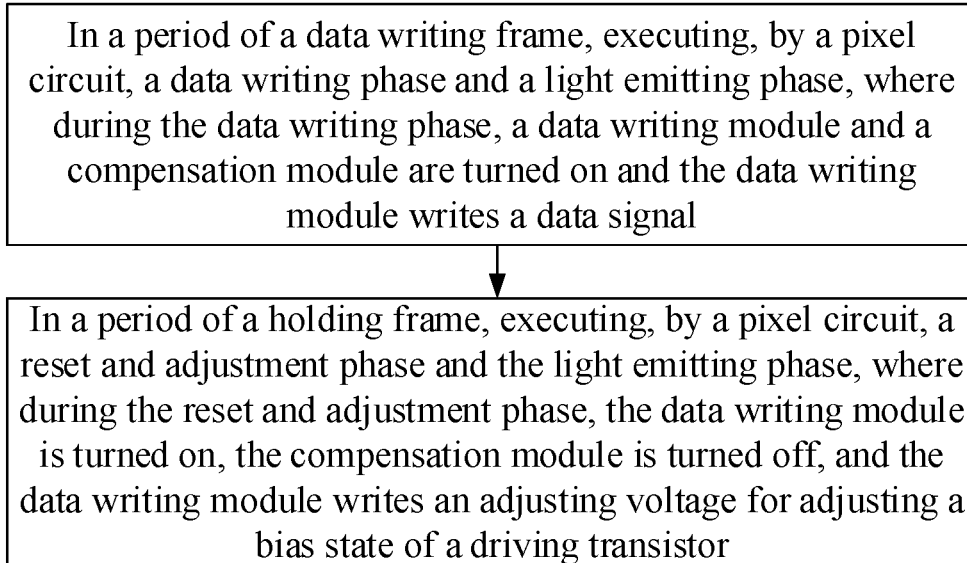 In a period of a data writing frame, executing, by a pixel
circuit, a data writing phase and a light emitting phase, where
during the data writing phase, a data writing module and a
compensation module are turned on and the data writing
module writes a data signal
In a period of a holding frame, executing, by a pixel circuit, a
reset and adjustment phase and the light emitting phase, where
during the reset and adjustment phase, the data writing module
is turned on, the compensation module is turned off, and the
data writing module writes an adjusting voltage for adjusting a
bias state of a driving transistor